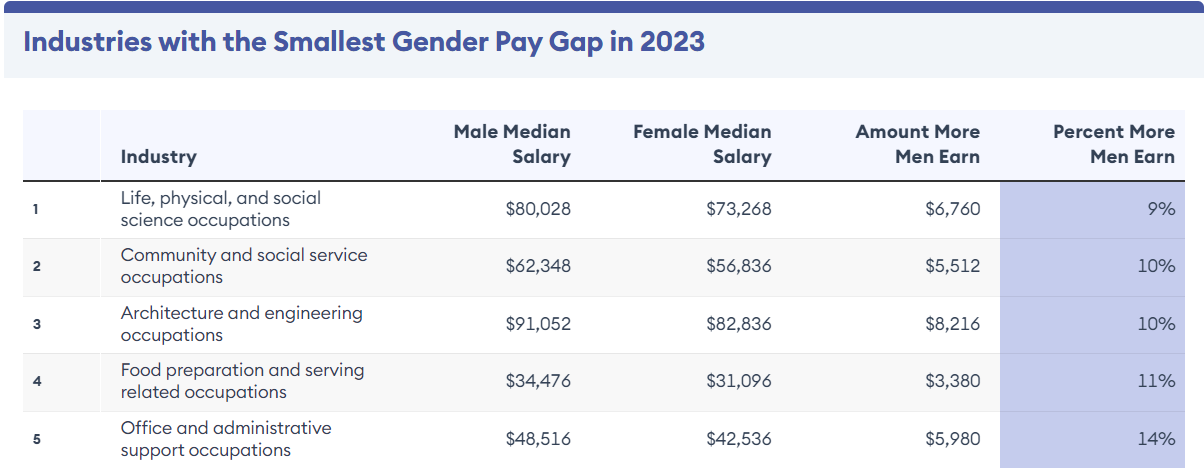 Industries with the Smallest Gender Pay Gap in 2023
Industry Male Median Salary Female Median Salary Amount More Men Earn Percent More Men Earn
1 Life, physical, and social science occupations $80,028 $73,268 $6,760 9%
2 Community and social service occupations $62,348 $56,836 $5,512 10%
3 Architecture and engineering occupations $91,052 $82,836 $8,216 10%
4 Food preparation and serving related occupations $34,476 $31,096 $3,380 11%
5 Office and administrative support occupations $48,516 $42,536 $5,980 14%